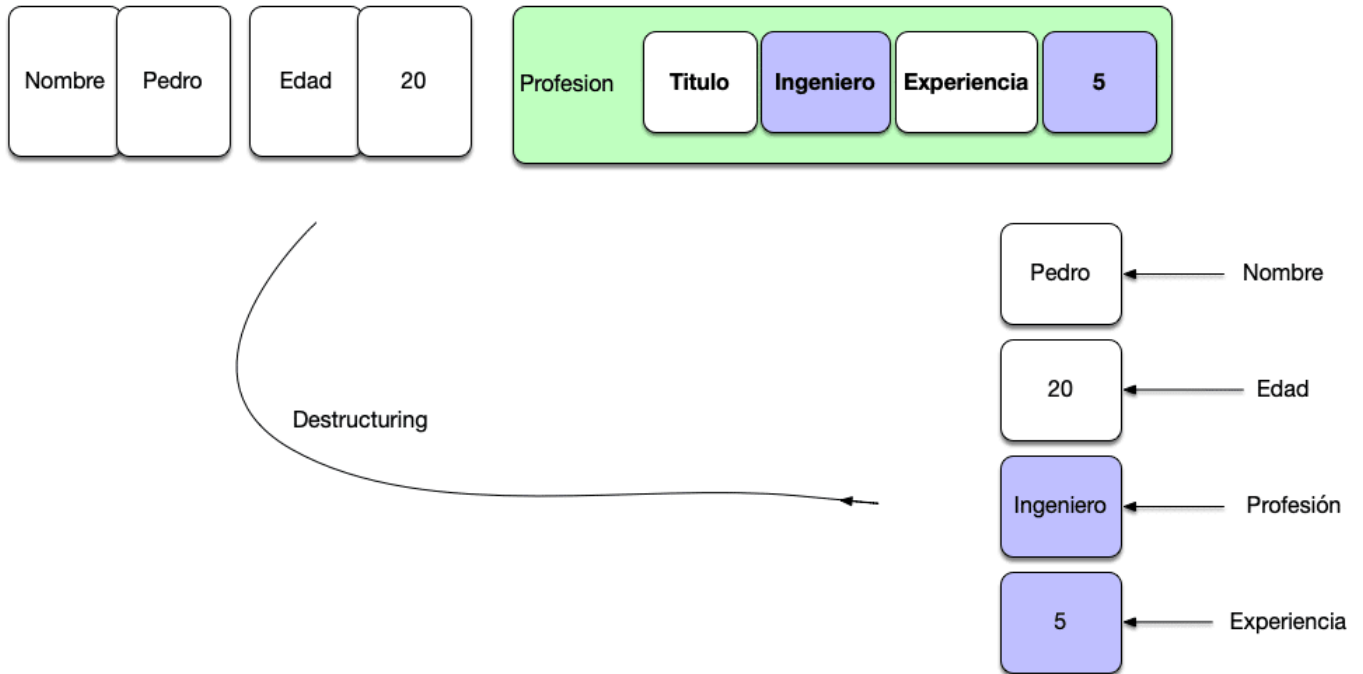 Nombre Pedro Edad 20 Profesion Titulo Ingeniero Experiencia 5
Pedro Nombre
20 Edad
Destructuring
Ingeniero Profesión
5 Experiencia